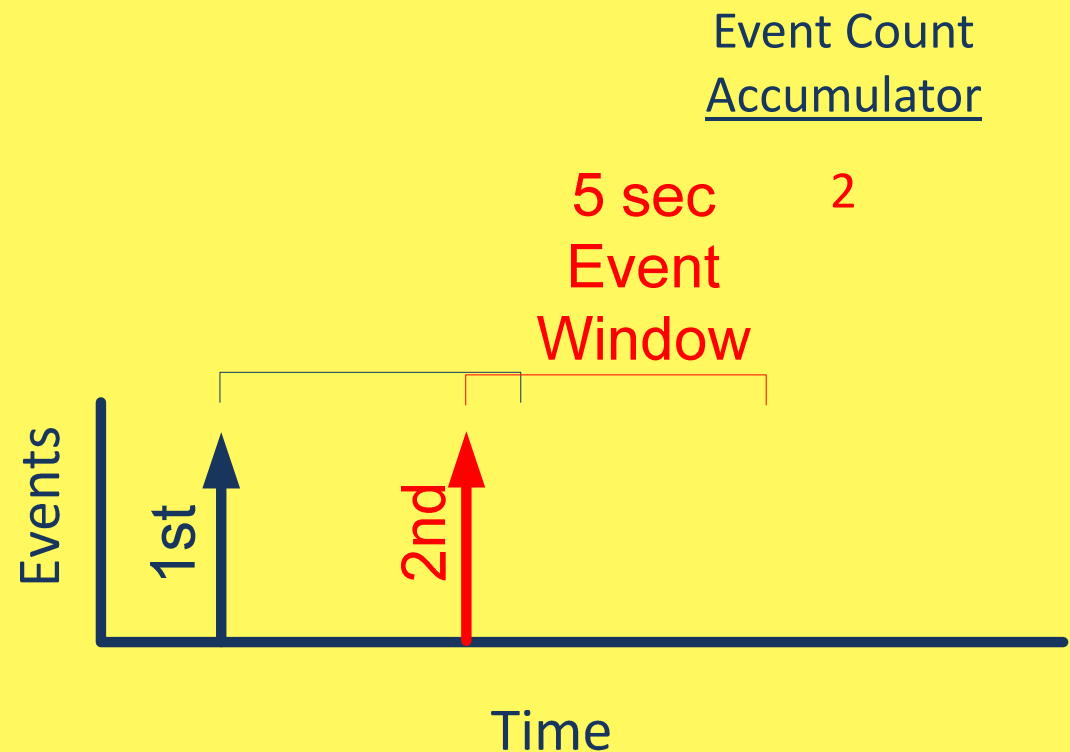 Event Count
Accumulator
5 sec
Event
Window
2
Events
1st
2nd
Time